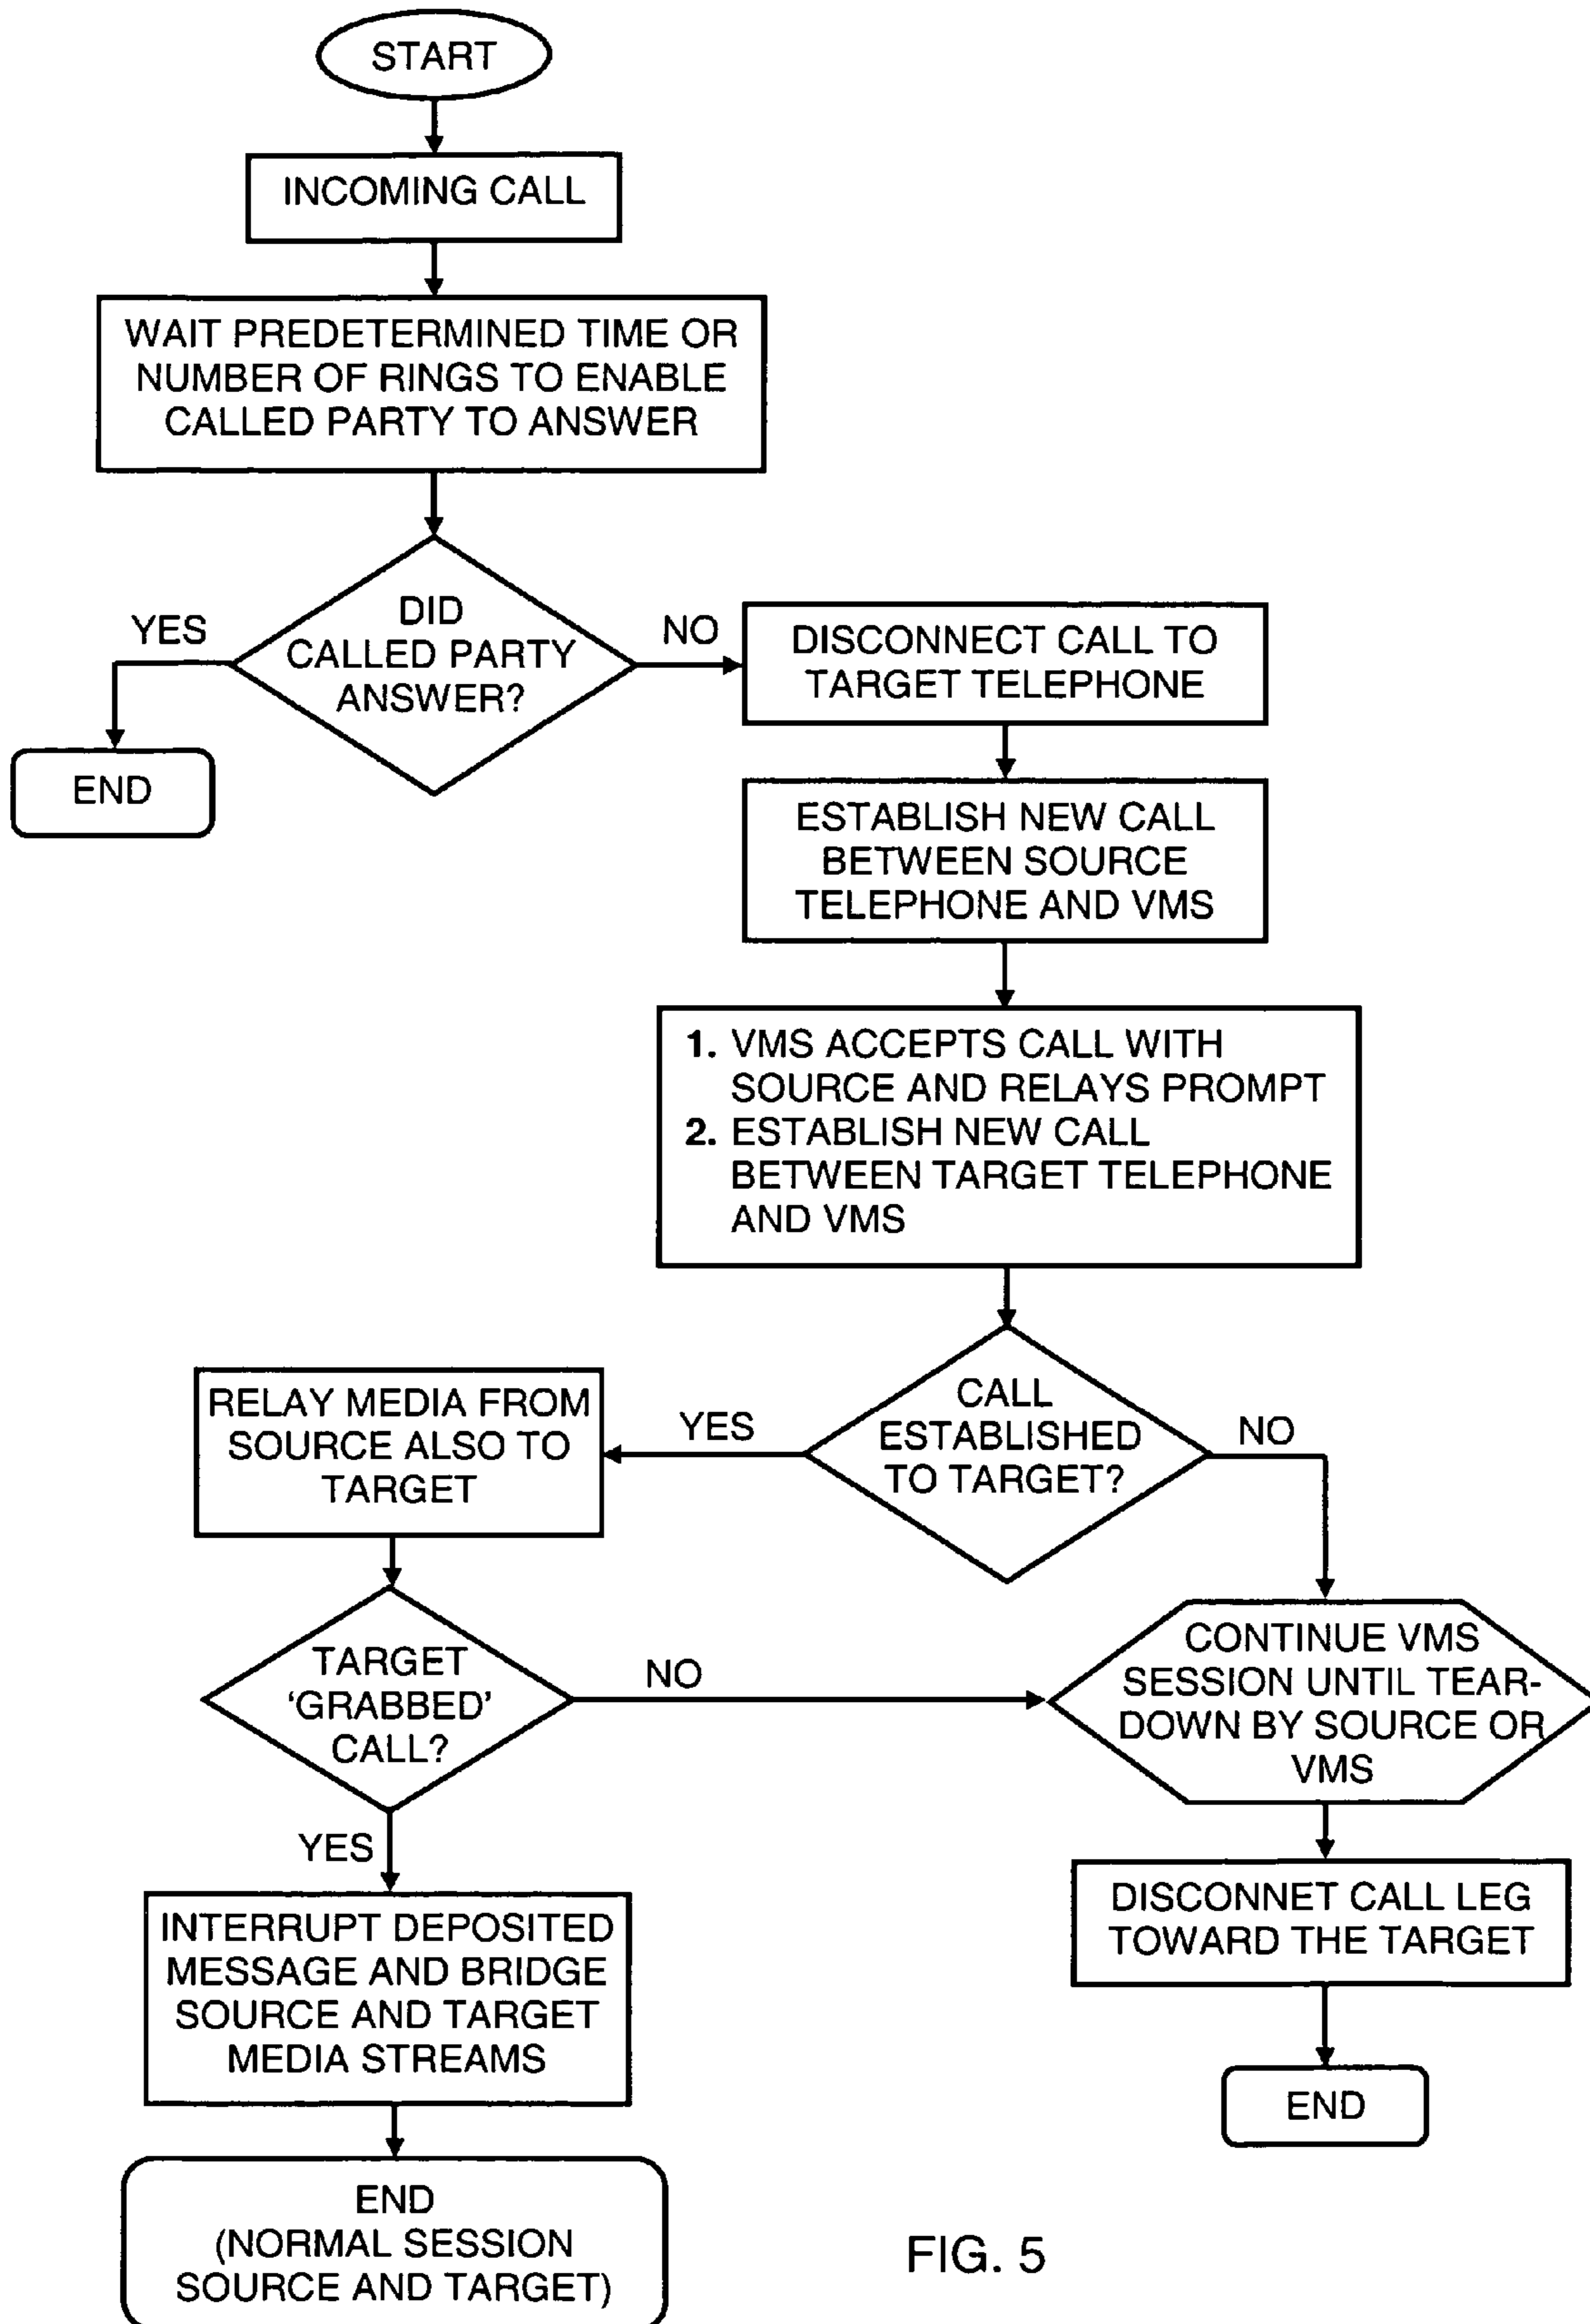 START
INCOMING CALL
WAIT PREDETERMINED TIME OR
NUMBER OF RINGS TO ENABLE
CALLED PARTY TO ANSWER
DID
CALLED PARTY
ANSWER?
YES
END
NO
DISCONNECT CALL TO
TARGET TELEPHONE
ESTABLISH NEW CALL
BETWEEN SOURCE
TELEPHONE AND VMS
1. VMS ACCEPTS CALL WITH
SOURCE AND RELAYS PROMPT
2. ESTABLISH NEW CALL
BETWEEN TARGET TELEPHONE
AND VMS
CALL
ESTABLISHED
TO TARGET?
YES
NO
RELAY MEDIA FROM
SOURCE ALSO TO
TARGET
TARGET
‘GRABBED’
CALL?
NO
CONTINUE VMS
SESSION UNTIL TEAR-
DOWN BY SOURCE OR
VMS
YES
INTERRUPT DEPOSITED
MESSAGE AND BRIDGE
SOURCE AND TARGET
MEDIA STREAMS
DISCONNET CALL LEG
TOWARD THE TARGET
END
END
(NORMAL SESSION
SOURCE AND TARGET)
FIG. 5